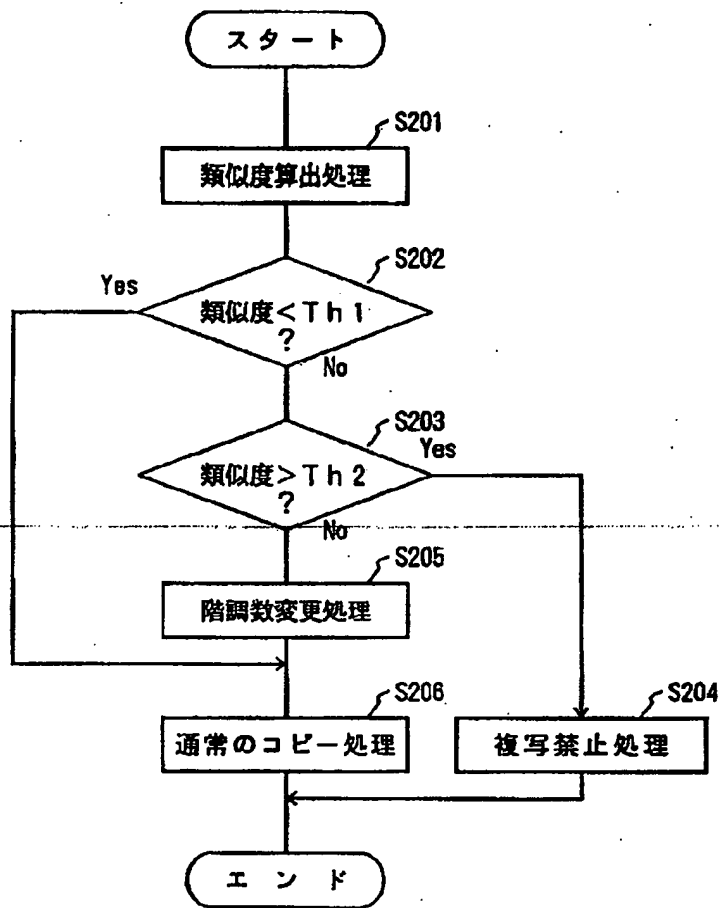 スタート
S201
類似度算出処理
S202
Yes
類似度<Th1
?
No
S203
Yes
類似度>Th2
?
No
S205
階調数変更処理
S206
S204
通常のコピー処理
複写禁止処理
エンド